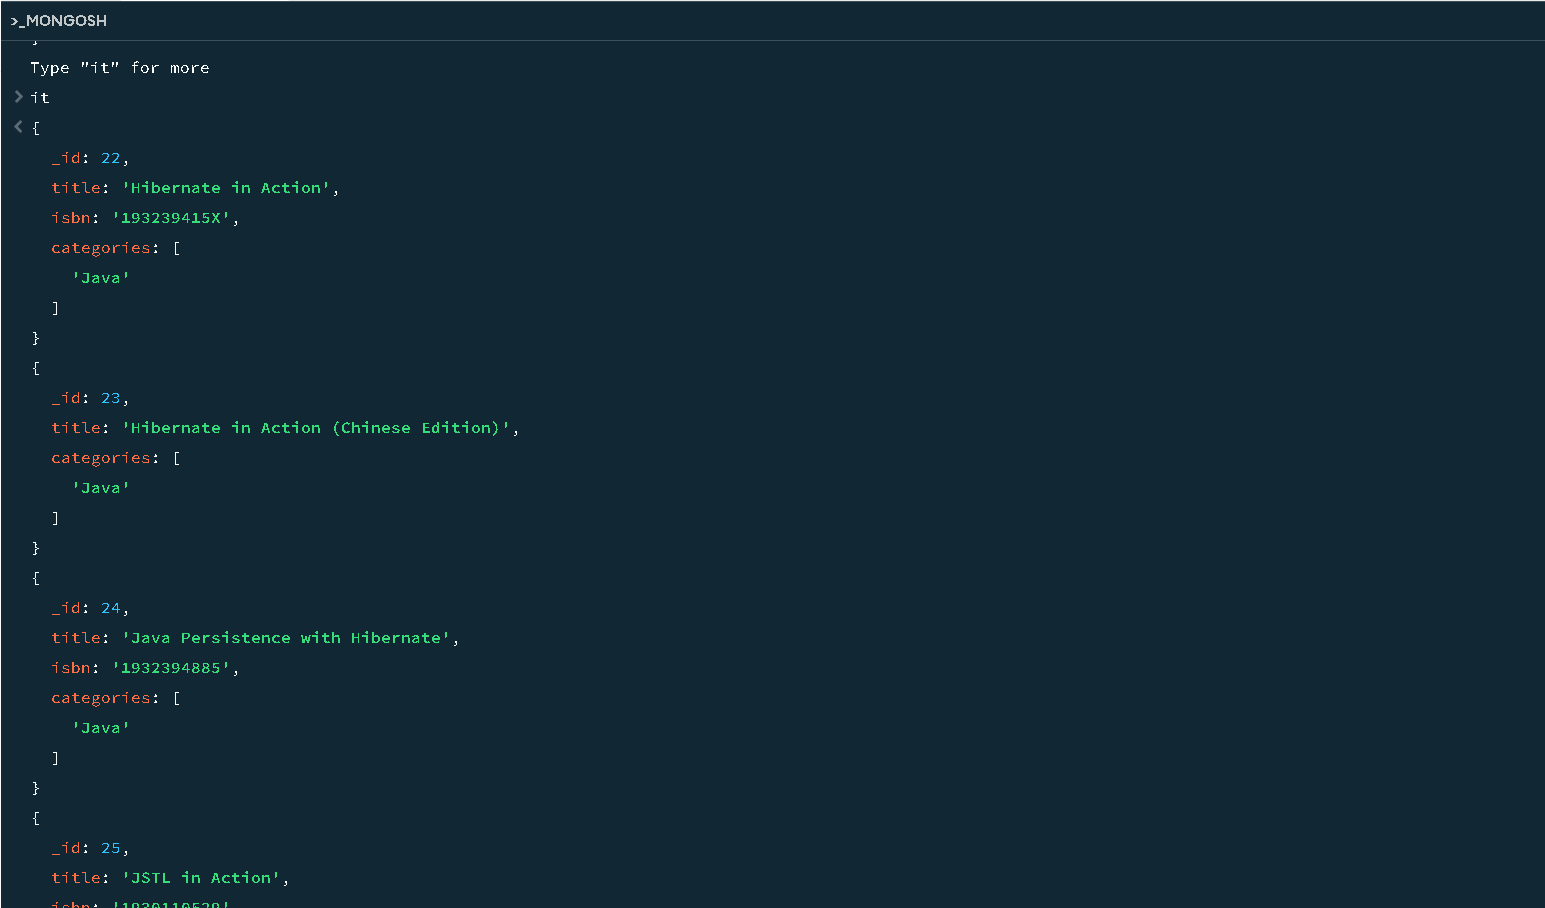 >_MONGOSH
Type "it" for more
> it
< {
_id: 22,
title: 'Hibernate in Action',
isbn: '193239415X',
categories: [
'Java'
]
}
{
_id: 23,
title: 'Hibernate in Action (Chinese Edition)',
categories: [
'Java'
]
}
{
_id: 24,
title: 'Java Persistence with Hibernate',
isbn: '1932394885',
categories: [
'Java'
]
}
{
_id: 25,
title: 'JSTL in Action',
isbn: